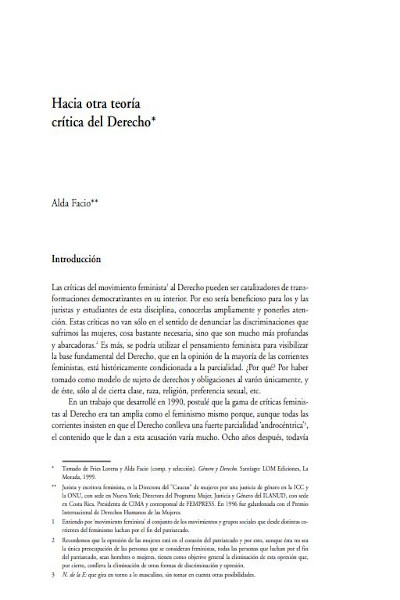 Hacia otra teoría
crítica del Derecho*
Alda Facio**
Introducción
Las críticas del movimiento feminista¹ al Derecho pueden ser catalizadores de trans-
formaciones democratizantes en su interior. Por eso sería beneficioso para los y las
juristas y estudiantes de esta disciplina, conocerlas ampliamente y ponerles aten-
ción. Estas críticas no van sólo en el sentido de denunciar las discriminaciones que
sufrimos las mujeres, cosa bastante necesaria, sino que son mucho más profundas
y abarcadoras.² Es más, se podría utilizar el pensamiento feminista para visibilizar
la base fundamental del Derecho, que en la opinión de la mayoría de las corrientes
feministas, está históricamente condicionada a la parcialidad. ¿Por qué? Por haber
tomado como modelo de sujeto de derechos y obligaciones al varón únicamente, y
de éste, sólo al de cierta clase, raza, religión, preferencia sexual, etc.
En un trabajo que desarrollé en 1990, postulé que la gama de críticas feminis-
tas al Derecho era tan amplia como el feminismo mismo porque, aunque todas las
corrientes insisten en que el Derecho conlleva una fuerte parcialidad 'androcéntrica'³,
el contenido que le dan a esta acusación varía mucho. Ocho años después, todavía
* Tomado de Fries Lorena y Alda Facio (comp. y selección). Género y Derecho. Santiago: LOM Ediciones, La
Morada, 1999.
** Jurista y escritora feminista, es la Directora del "Caucus" de mujeres por una justicia de género en la ICC y
la ONU, con sede en Nueva York; Directora del Programa Mujer, Justicia y Género del ILANUD, con sede
en Costa Rica. Presidenta de CIMA y corresponsal de FEMPRESS. En 1996 fue galardonada con el Premio
Internacional de Derechos Humanos de las Mujeres.
1 Entiendo por 'movimiento feminista' al conjunto de los movimientos y grupos sociales que desde distintas co-
rrientes del feminismo luchan por el fin del patriarcado.
2 Recordemos que la opresión de las mujeres está en el corazón del patriarcado y por eso, aunque ésta no sea
la única preocupación de las personas que se consideran feministas, todas las personas que luchan por el fin
del patriarcado, sean hombres o mujeres, tienen como objetivo general la eliminación de esta opresión que,
por cierto, conlleva la eliminación de otras formas de discriminación y opresión.
3 N. de la E: que gira en torno a lo masculino, sin tomar en cuenta otras posibilidades.